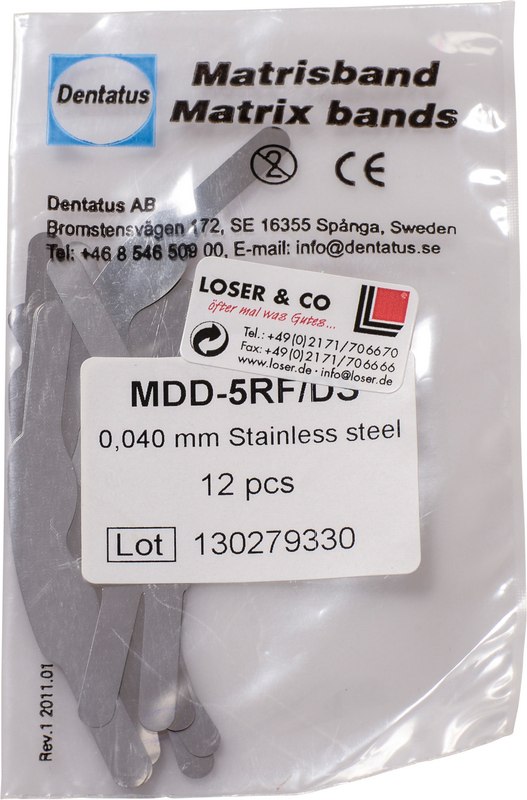 Dentatus
Matrisband
Matrix bands
2
CE
Dentatus AB
Bromstensvägen 172, SE 16355 Spånga, Sweden
Tel: +46 8 546 509 00, E-mail: info@dentatus.se
LOSER & CO
öfter mal was Gutes...
Tel.: +49(0)2171/706670
Fax: +49(0)2171/706666
www.loser.de · info@loser.de
MDD-5RF/DS
0,040 mm Stainless steel
12 pcs
Lot 130279330
Rev.1 2011.01